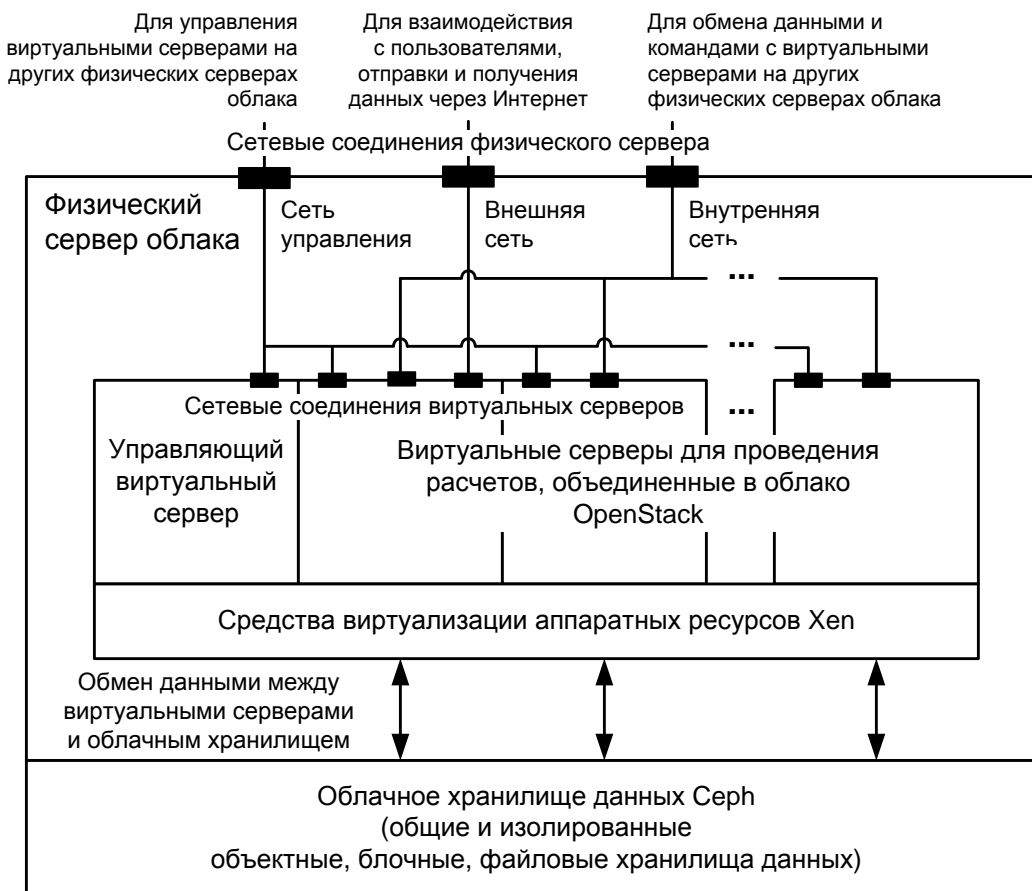 Для управления
виртуальными серверами на
других физических серверах
облака
Для взаимодействия
с пользователями,
отправки и получения
данных через Интернет
Для обмена данными и
командами с виртуальными
серверами на других
физических серверах облака
Сетевые соединения физического сервера
Физический
сервер облака
Сеть
управления
Внешняя
сеть
Внутренняя
сеть
...
...
Сетевые соединения виртуальных серверов
...
Управляющий
виртуальный
сервер
Виртуальные серверы для проведения
расчетов, объединенные в облако
OpenStack
Средства виртуализации аппаратных ресурсов Xen
Обмен данными между
виртуальными серверами
и облачным хранилищем
Облачное хранилище данных Ceph
(общие и изолированные
объектные, блочные, файловые хранилища данных)